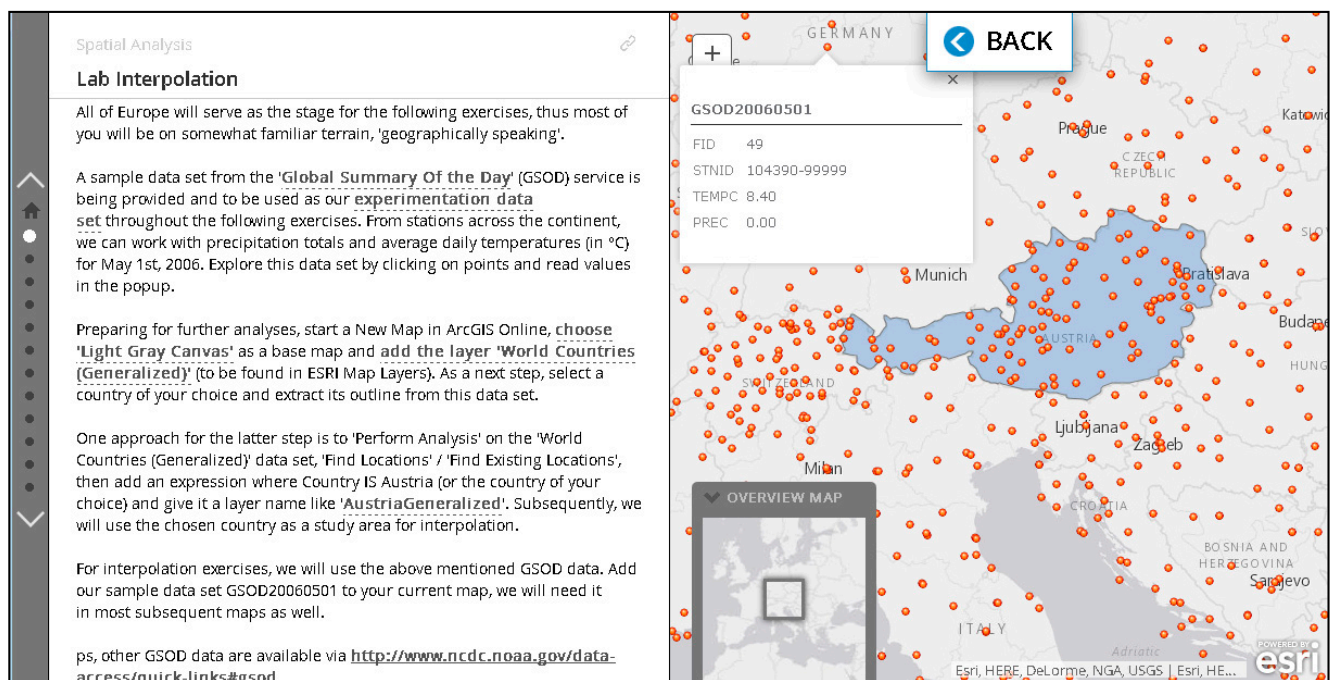 Spatial Analysis
Lab Interpolation
All of Europe will serve as the stage for the following exercises, thus most of
you will be on somewhat familiar terrain, 'geographically speaking'.
A sample data set from the 'Global Summary Of the Day' (GSOD) service is
being provided and to be used as our experimentation data
set throughout the following exercises. From stations across the continent,
we can work with precipitation totals and average daily temperatures (in °C)
for May 1st, 2006. Explore this data set by clicking on points and read values
in the popup.
Preparing for further analyses, start a New Map in ArcGIS Online, choose
'Light Gray Canvas' as a base map and add the layer 'World Countries
(Generalized)' (to be found in ESRI Map Layers). As a next step, select a
country of your choice and extract its outline from this data set.
One approach for the latter step is to 'Perform Analysis' on the 'World
Countries (Generalized)' data set, 'Find Locations' / 'Find Existing Locations',
then add an expression where Country IS Austria (or the country of your
choice) and give it a layer name like 'AustriaGeneralized'. Subsequently, we
will use the chosen country as a study area for interpolation.
For interpolation exercises, we will use the above mentioned GSOD data. Add
our sample data set GSOD20060501 to your current map, we will need it
in most subsequent maps as well.
ps, other GSOD data are available via http://www.ncdc.noaa.gov/data-
access/quick-links#gsod
+
GERMANY
BACK
×
GSOD20060501
FID 49
STNID 104390-99999
TEMPC 8.40
PREC 0.00
Prague
Katowic
CZECH
REPUBLIC
SLO
Munich
Bratislava
Budape
AUSTRIA
HUNG
SWITZERLAND
Ljubljana
Zagreb
Milan
OVERVIEW MAP
CROATIA
BOSNIA AND
HERZEGOVINA
Sarajevo
ITALY
Adriatic
POWERED BY
esri
Esri, HERE, DeLorme, NGA, USGS | Esri, HE...